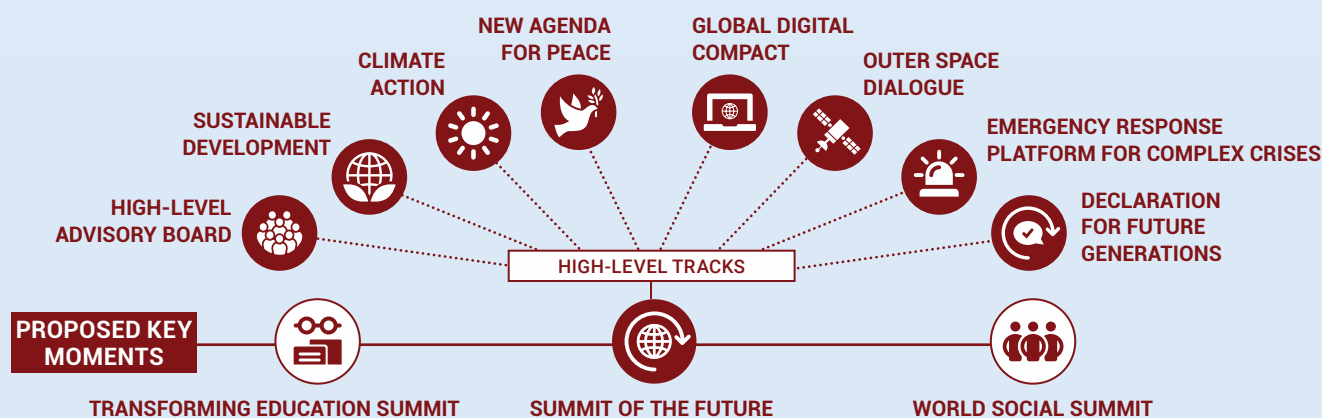 NEW AGENDA
FOR PEACE
GLOBAL DIGITAL
COMPACT
CLIMATE
ACTION
OUTER SPACE
DIALOGUE
SUSTAINABLE
DEVELOPMENT
EMERGENCY RESPONSE
PLATFORM FOR COMPLEX CRISES
HIGH-LEVEL
ADVISORY BOARD
DECLARATION
FOR FUTURE
GENERATIONS
HIGH-LEVEL TRACKS
PROPOSED KEY
MOMENTS
TRANSFORMING EDUCATION SUMMIT
SUMMIT OF THE FUTURE
WORLD SOCIAL SUMMIT